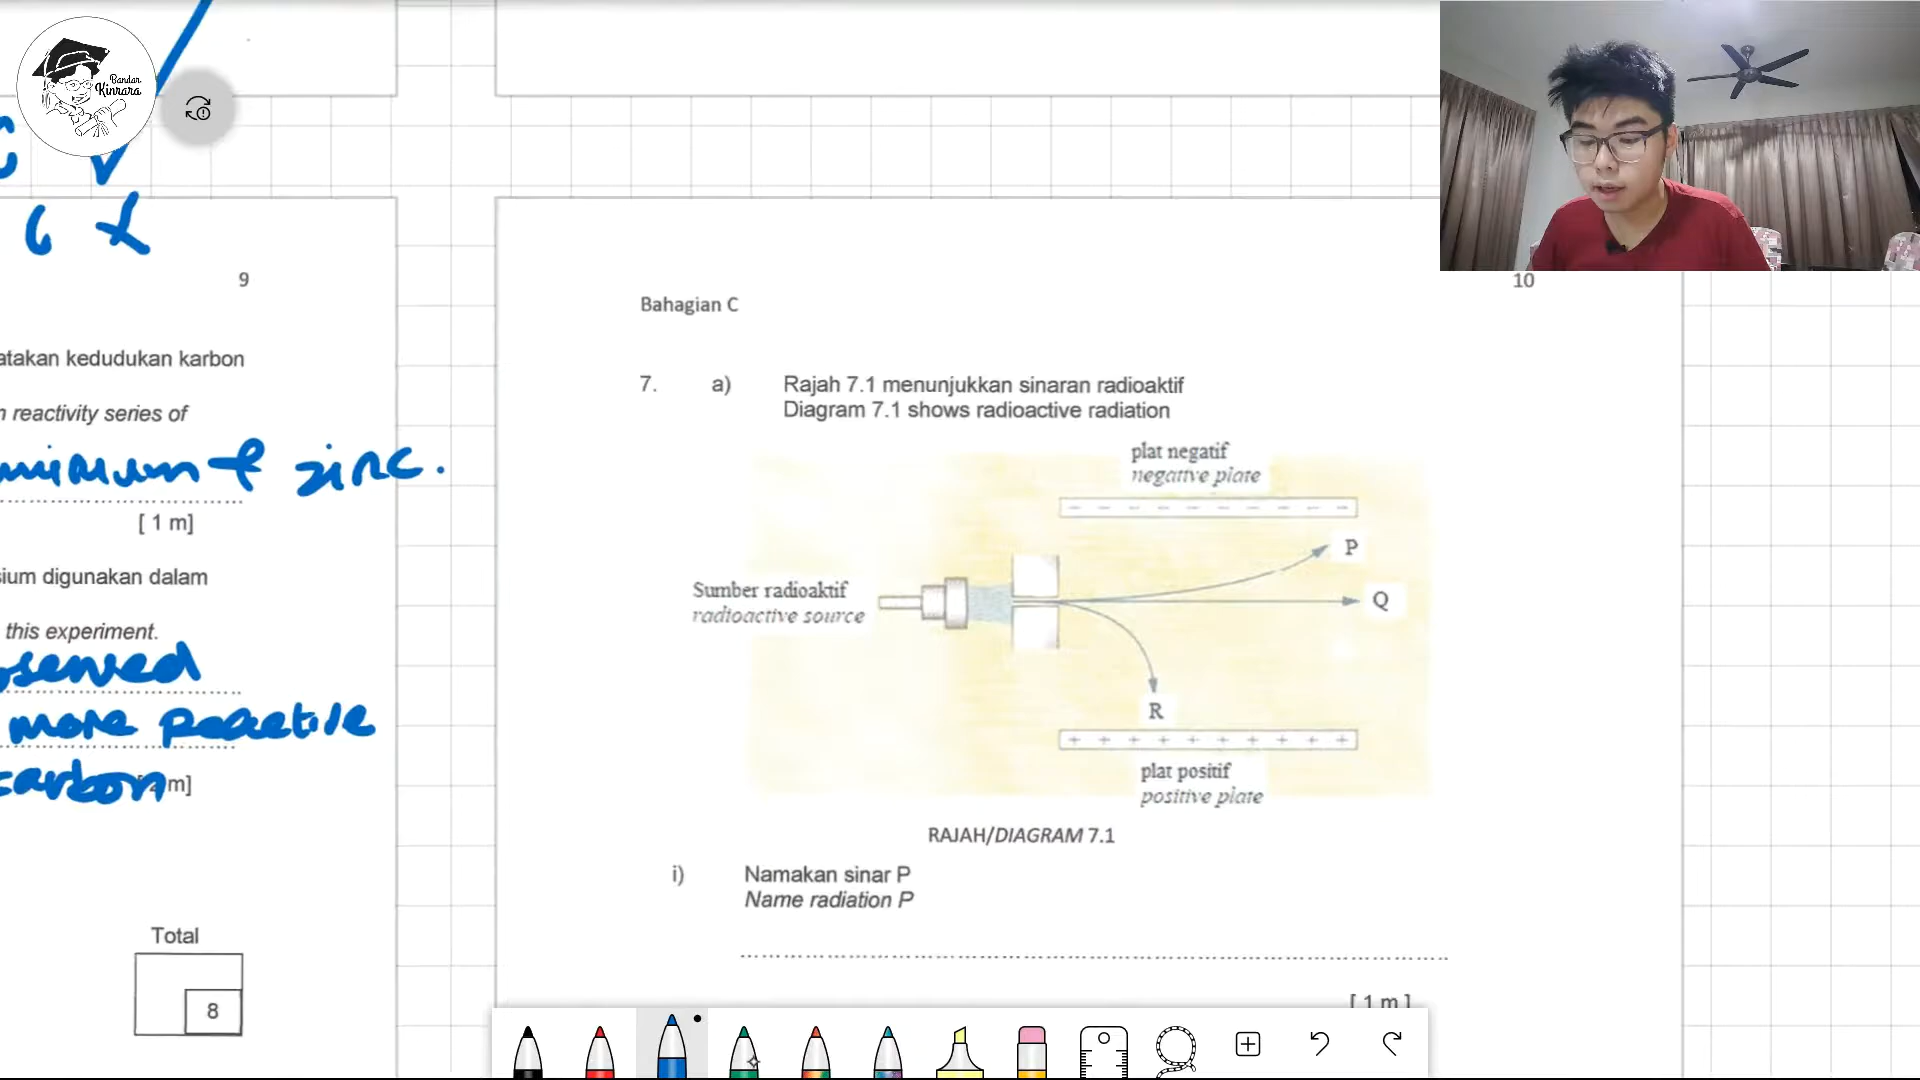 Bandar
Kinrara
9
atakan kedudukan karbon
n reactivity series of
zinc.
[ 1 m]
sium digunakan dalam
this experiment.
served
more
carbon
m]
Total
8
10
Bahagian C
7. a) Rajah 7.1 menunjukkan sinaran radioaktif
Diagram 7.1 shows radioactive radiation
plat negatif
negative plate
P
Sumber radioaktif
radioactive source
Q
R
plat positif
positive plate
RAJAH/DIAGRAM 7.1
i) Namakan sinar P
Name radiation P
[ 1 m ]